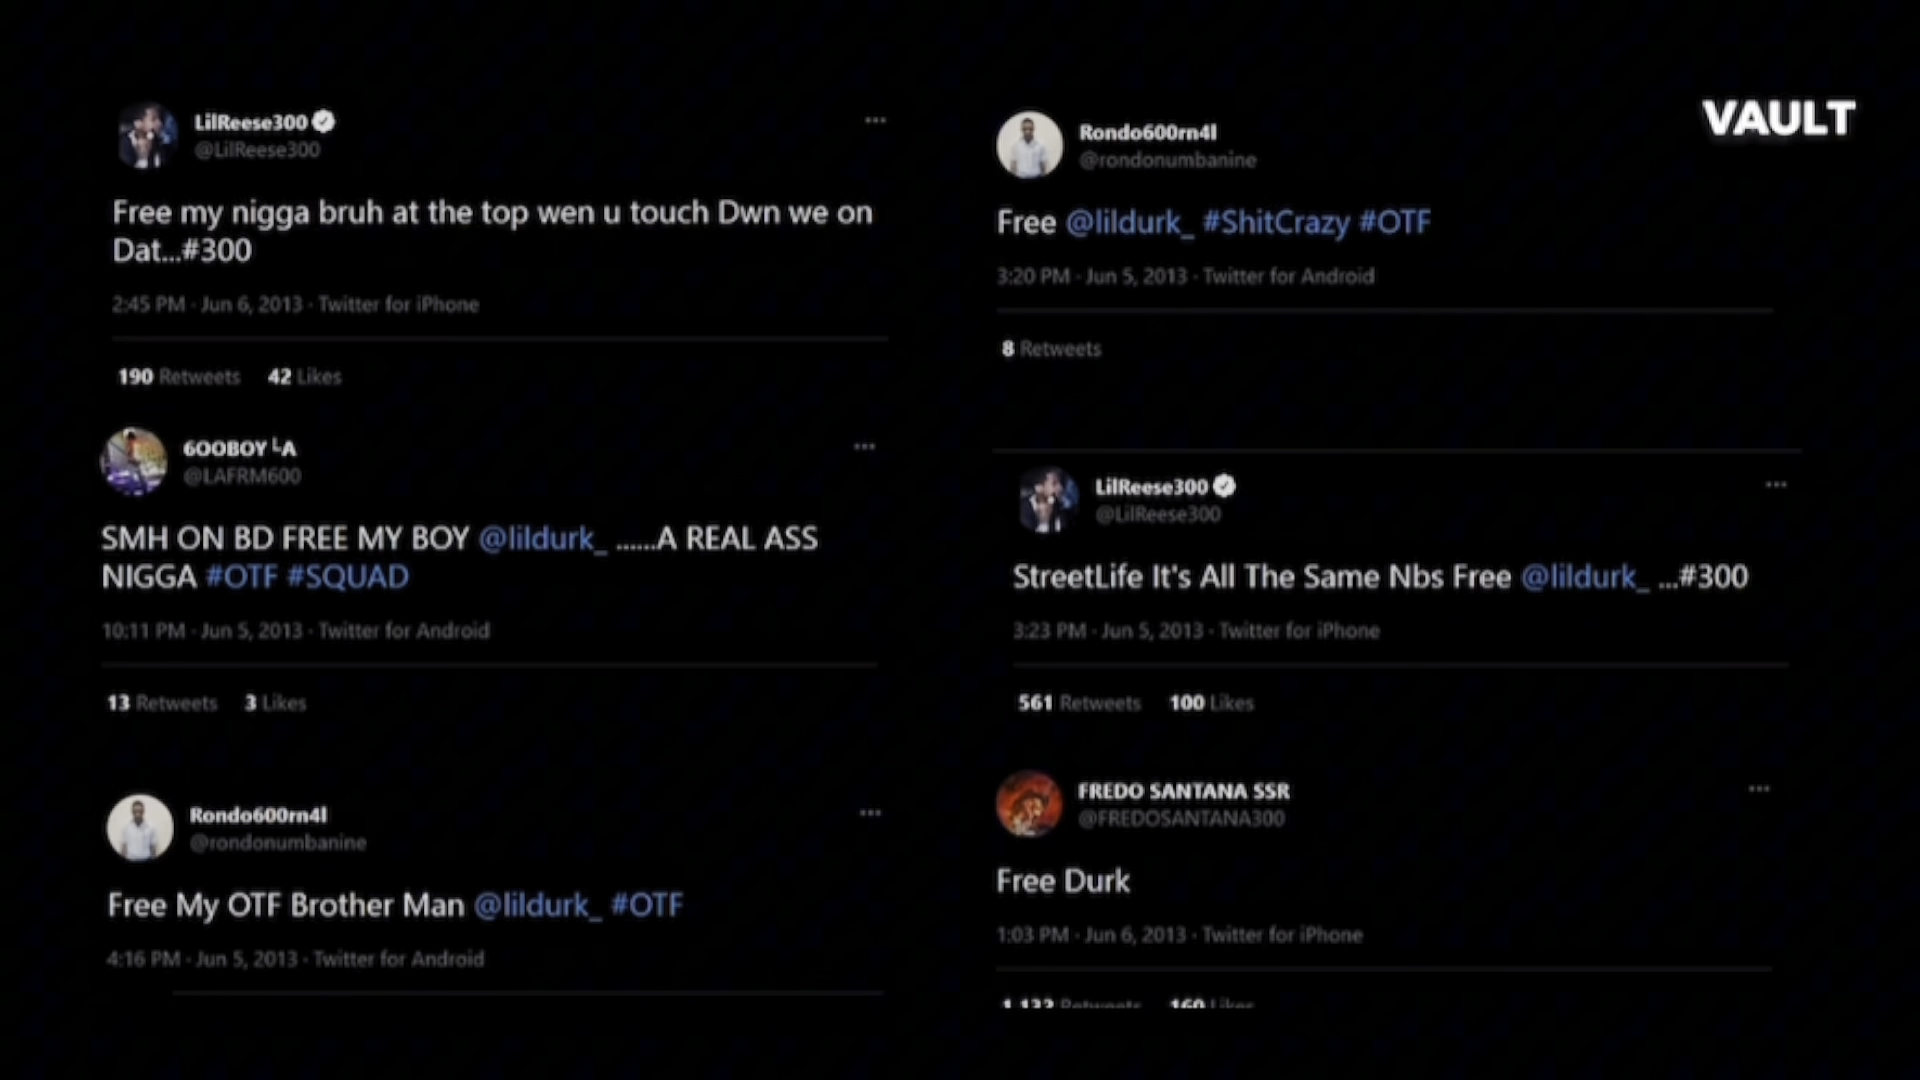 LilReese300
@LilReese300
Free my nigga bruh at the top wen u touch Dwn we on
Dat...#300
2:45 PM · Jun 6, 2013 · Twitter for iPhone
190 Retweets 42 Likes
600BOY └A
@LAFRM600
SMH ON BD FREE MY BOY @lildurk_ ......A REAL ASS
NIGGA #OTF #SQUAD
10:11 PM · Jun 5, 2013 · Twitter for Android
13 Retweets 3 Likes
Rondo600rn4l
@rondonumbanine
Free My OTF Brother Man @lildurk_ #OTF
4:16 PM · Jun 5, 2013 · Twitter for Android
Rondo600rn4l
@rondonumbanine
Free @lildurk_ #ShitCrazy #OTF
3:20 PM · Jun 5, 2013 · Twitter for Android
8 Retweets
LilReese300
@LilReese300
StreetLife It's All The Same Nbs Free @lildurk_ ...#300
3:23 PM · Jun 5, 2013 · Twitter for iPhone
561 Retweets 100 Likes
FREDO SANTANA SSR
@FREDOSANTANA300
Free Durk
1:03 PM · Jun 6, 2013 · Twitter for iPhone
1,132 Retweets 160 Likes
VAULT